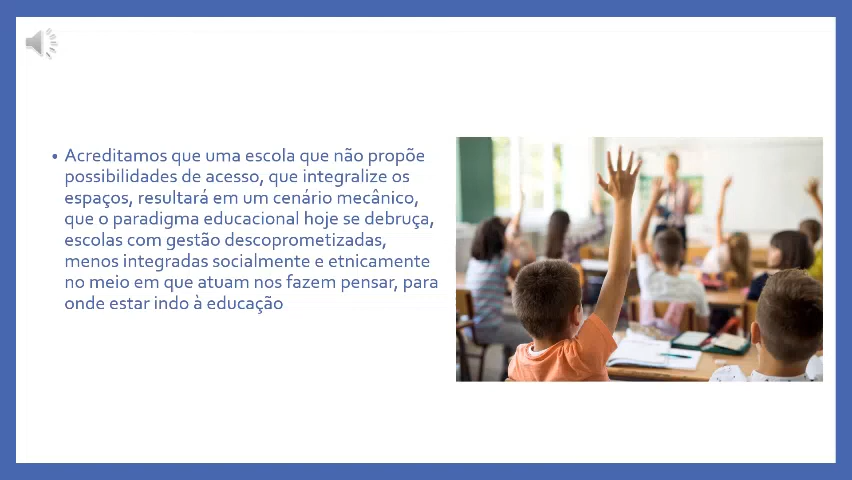 • Acreditamos que uma escola que não propõe
possibilidades de acesso, que integralize os
espaços, resultará em um cenário mecânico,
que o paradigma educacional hoje se debruça,
escolas com gestão descoprometizadas,
menos integradas socialmente e etnicamente
no meio em que atuam nos fazem pensar, para
onde estar indo à educação